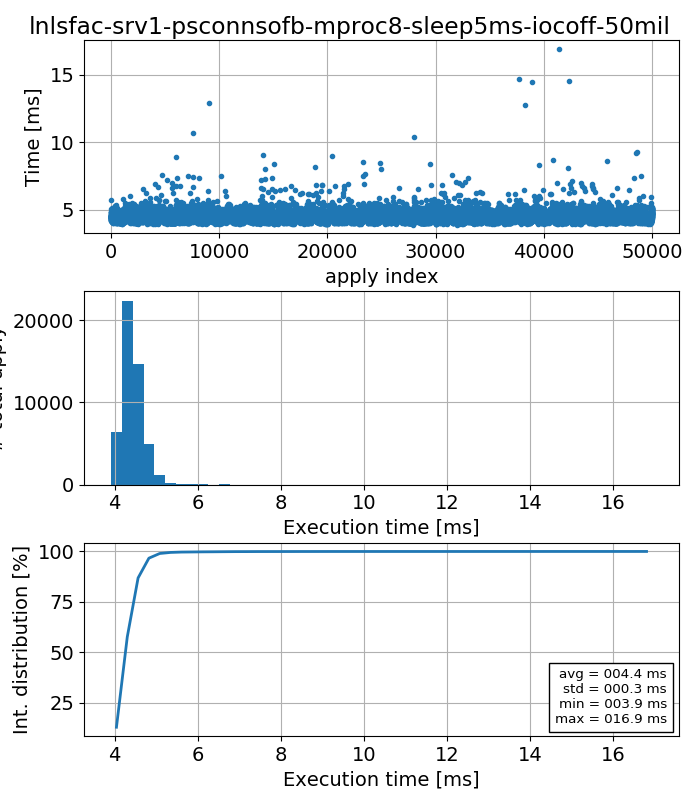 lnlsfac-srv1-psconnsofb-mproc8-sleep5ms-iocoff-50mil
15
10
5
Time [ms]
0 10000 20000 30000 40000 50000
apply index
20000
10000
0
total apply
4 6 8 10 12 14 16
Execution time [ms]
100
75
50
25
Int. distribution [%]
avg = 004.4 ms
std = 000.3 ms
min = 003.9 ms
max = 016.9 ms
4 6 8 10 12 14 16
Execution time [ms]